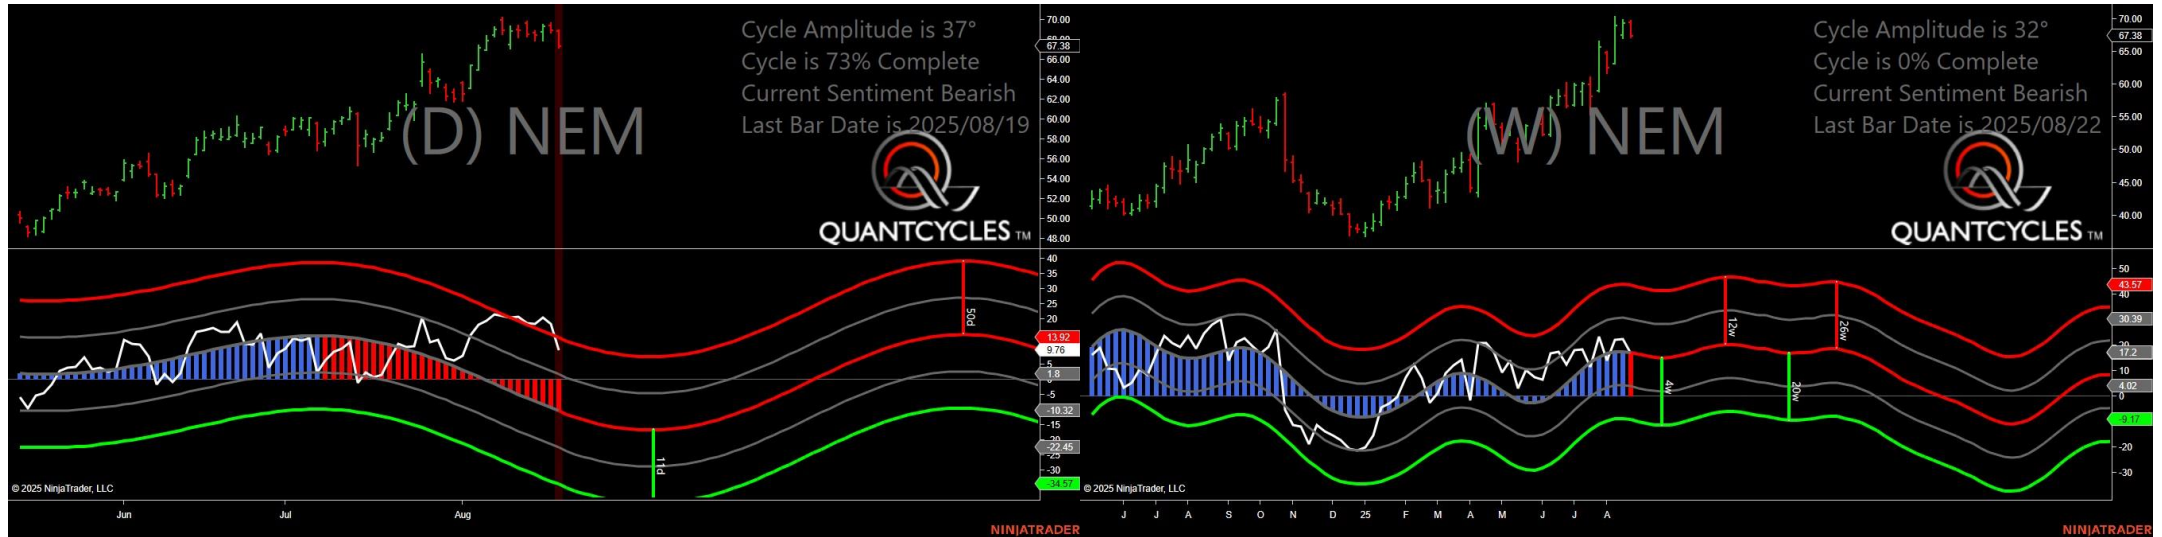 Cycle Amplitude is 37°
Cycle is 73% Complete
Current Sentiment Bearish
Last Bar Date is 2025/08/19
(D) NEM
QUANTCYCLES TM
70.00
68.00
67.38
66.00
64.00
62.00
60.00
58.00
56.00
54.00
52.00
50.00
48.00
40
35
30
25
20
13.92
9.76
5
1.8
0
-5
-10.32
-15
-20
-22.45
-25
-30
-34.57
50d
11d
© 2025 NinjaTrader, LLC
Jun
Jul
Aug
NINJATRADER
Cycle Amplitude is 32°
Cycle is 0% Complete
Current Sentiment Bearish
Last Bar Date is 2025/08/22
(W) NEM
QUANTCYCLES TM
70.00
67.38
65.00
60.00
55.00
50.00
45.00
40.00
50
43.57
40
30.39
20
17.2
10
4.02
0
-9.17
-20
-30
12w
26w
4w
20w
© 2025 NinjaTrader, LLC
J J A S O N D 25 F M A M J J A
NINJATRADER